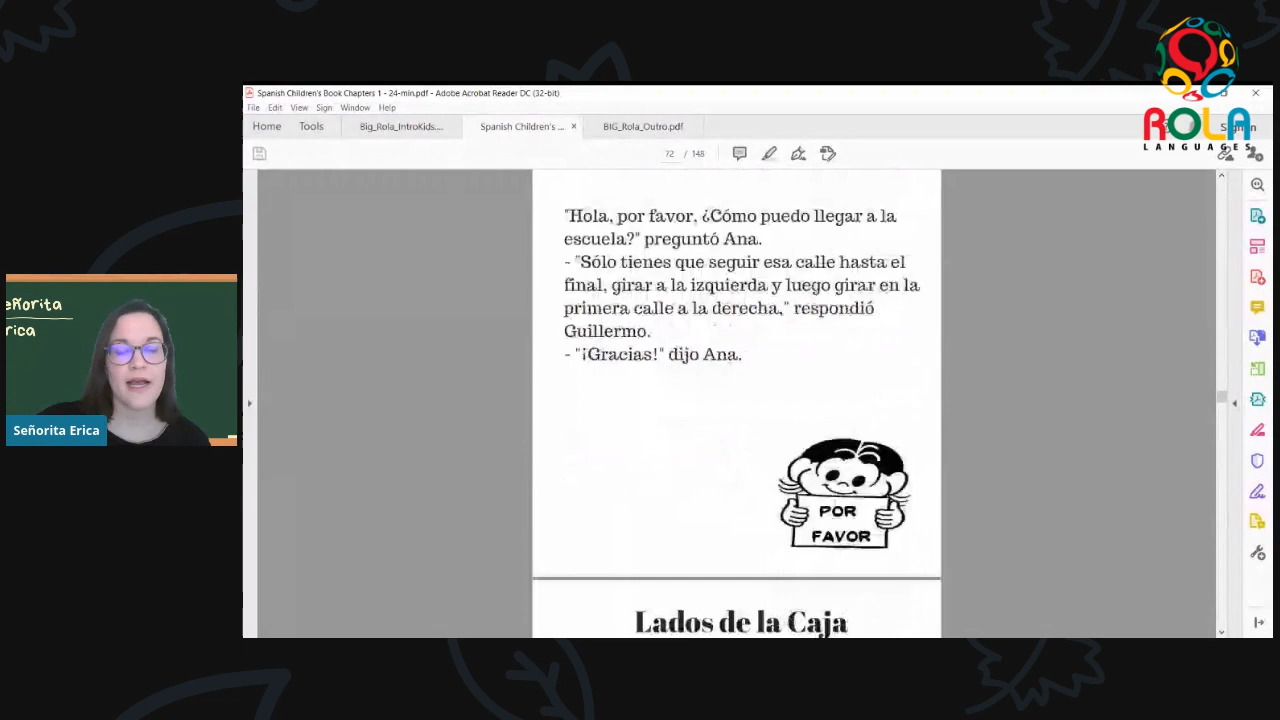 ROLA
LANGUAGES
Spanish Children's Book Chapters 1 - 24-min.pdf - Adobe Acrobat Reader DC (32-bit)
File Edit View Sign Window Help
Home Tools Big_Rola_IntroKids.... Spanish Children's ... BIG_Rola_Outro.pdf
72 / 148
"Hola, por favor, ¿Cómo puedo llegar a la
escuela?" preguntó Ana.
- "Sólo tienes que seguir esa calle hasta el
final, girar a la izquierda y luego girar en la
primera calle a la derecha," respondió
Guillermo.
- "¡Gracias!" dijo Ana.
POR
FAVOR
Lados de la Caja
eñorita
rica
Señorita Erica